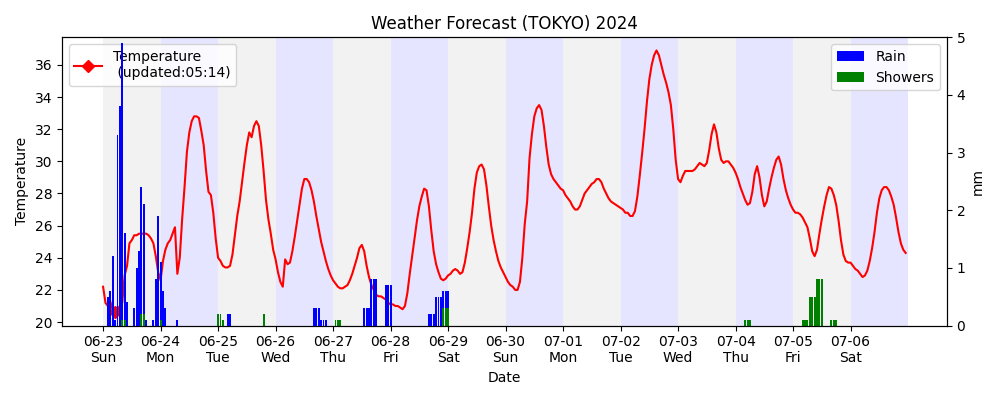 Weather Forecast (TOKYO) 2024
Temperature
(updated:05:14)
Rain
Showers
Temperature
36
34
32
30
28
26
24
22
20
5
4
3
2
1
0
mm
06-23 06-24 06-25 06-26 06-27 06-28 06-29 06-30 07-01 07-02 07-03 07-04 07-05 07-06
Sun Mon Tue Wed Thu Fri Sat Sun Mon Tue Wed Thu Fri Sat
Date